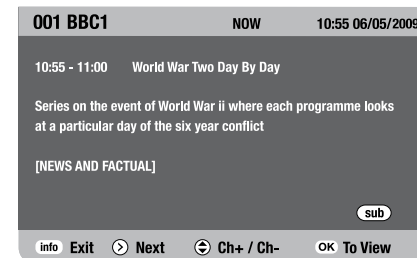 001 BBC1 NOW 10:55 06/05/2009
10:55 - 11:00 World War Two Day By Day
Series on the event of World War ii where each programme looks
at a particular day of the six year conflict
[NEWS AND FACTUAL]
sub
info Exit Next Ch+ / Ch- OK To View